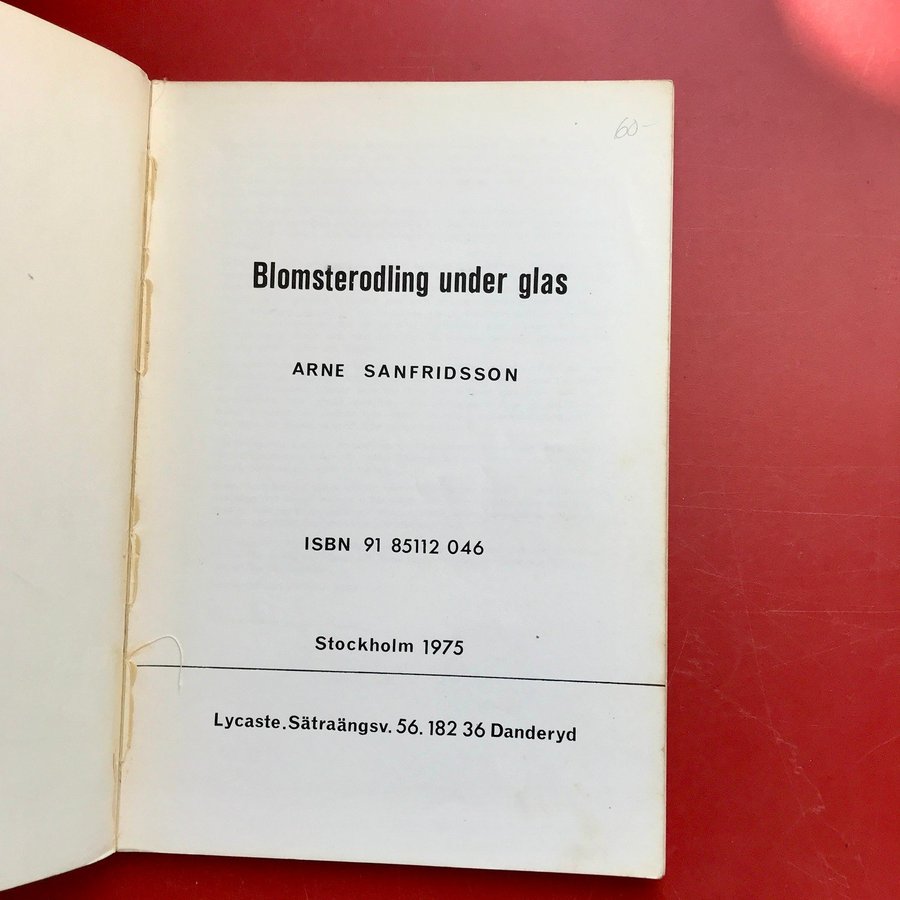 60-
Blomsterodling under glas
ARNE SANFRIDSSON
ISBN 91 85112 046
Stockholm 1975
Lycaste. Sätraängsv. 56. 182 36 Danderyd